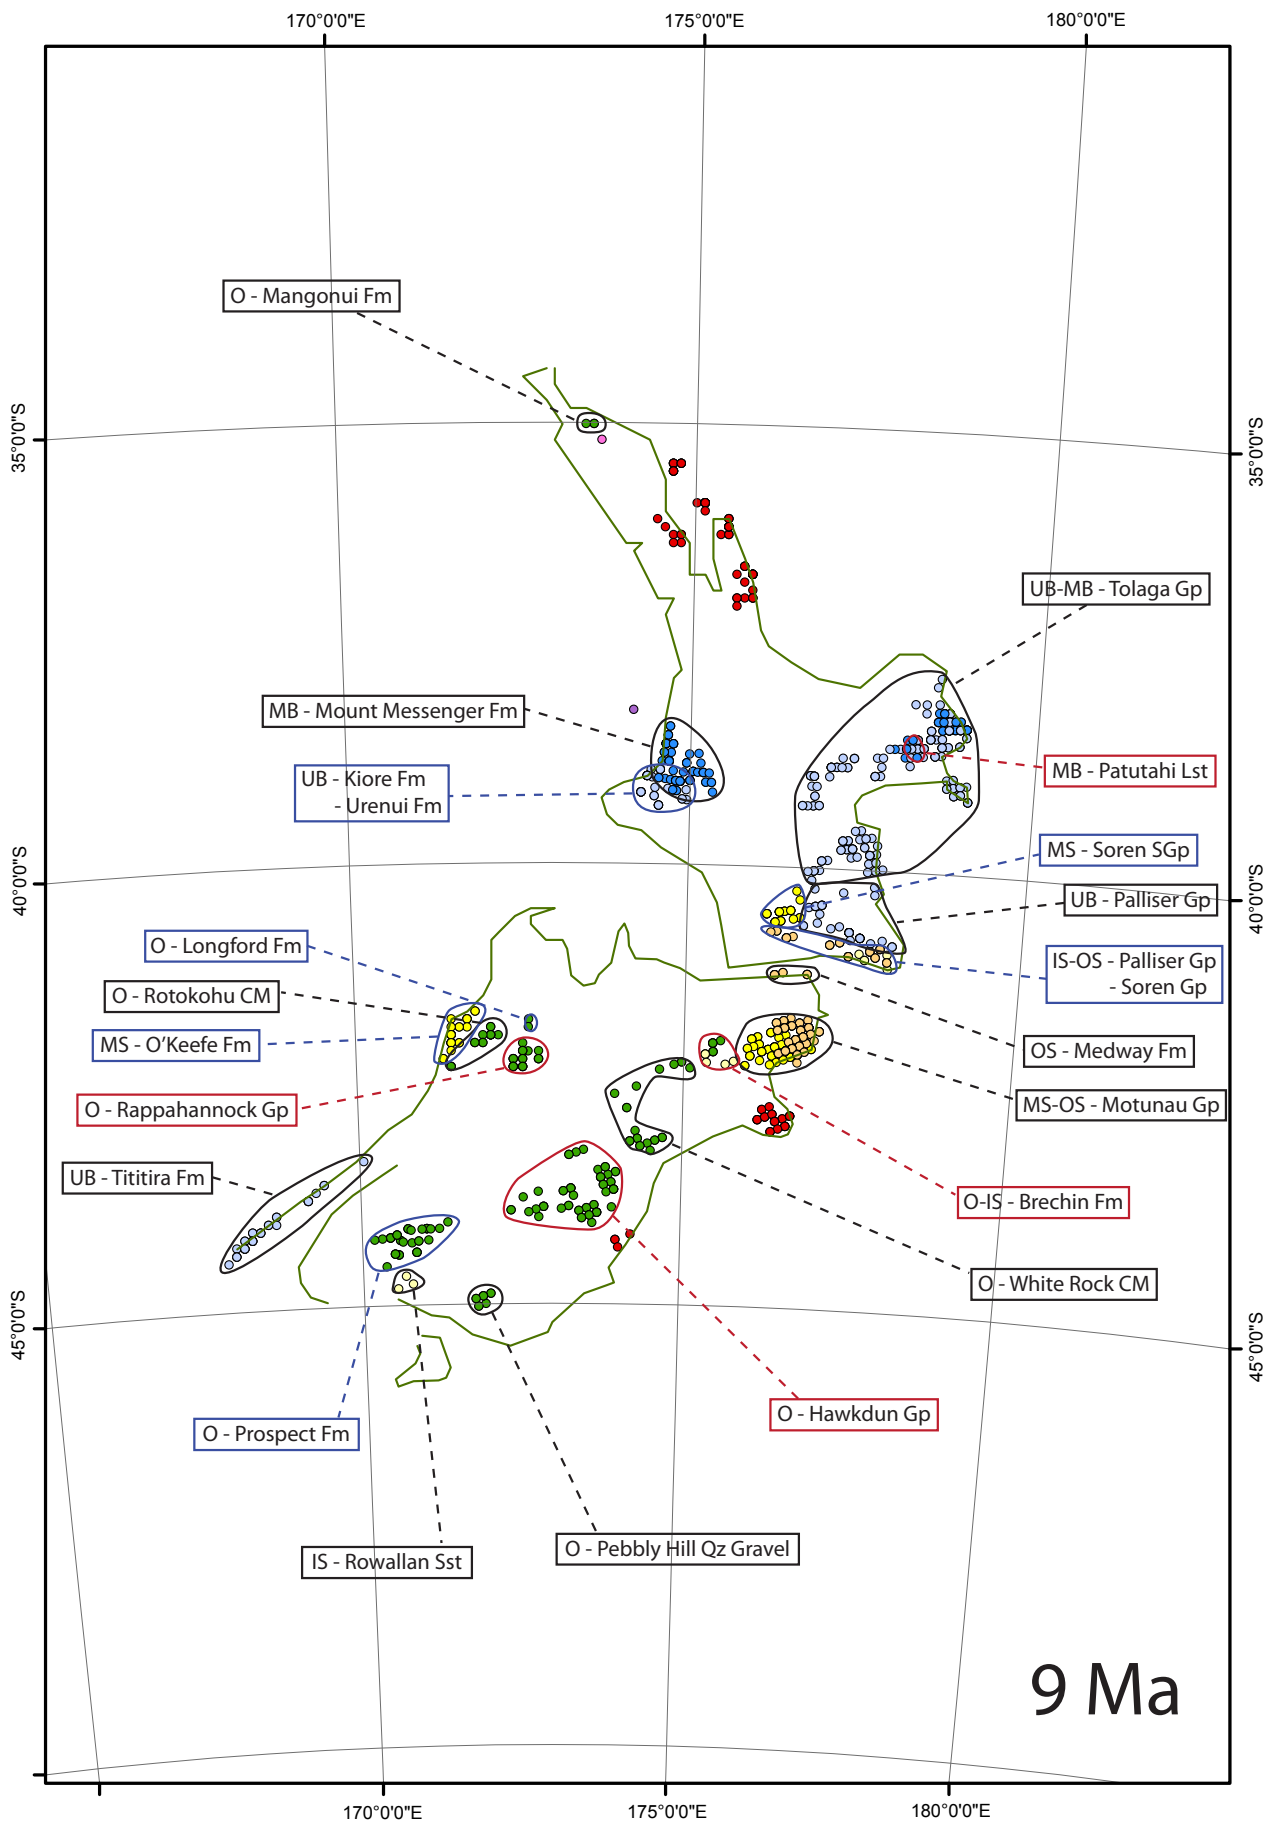 170°0'0"E
175°0'0"E
180°0'0"E
O - Mangonui Fm
35°0'0"S
35°0'0"S
UB-MB - Tolaga Gp
MB - Mount Messenger Fm
UB - Kiore Fm
- Urenui Fm
MB - Patutahi Lst
MS - Soren SGp
40°0'0"S
40°0'0"S
UB - Palliser Gp
O - Longford Fm
IS-OS - Palliser Gp
- Soren Gp
O - Rotokohu CM
MS - O'Keefe Fm
OS - Medway Fm
O - Rappahannock Gp
MS-OS - Motunau Gp
UB - Tititira Fm
O-IS - Brechin Fm
O - White Rock CM
45°0'0"S
45°0'0"S
O - Hawkdun Gp
O - Prospect Fm
O - Pebbly Hill Qz Gravel
IS - Rowallan Sst
9 Ma
170°0'0"E
175°0'0"E
180°0'0"E